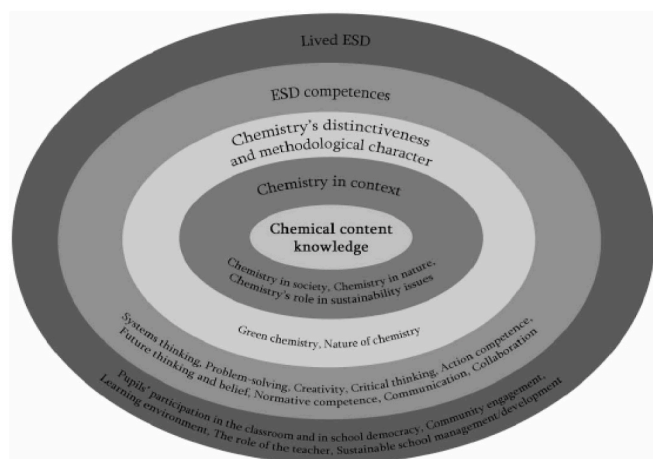 Lived ESD
ESD competences
Chemistry's distinctiveness
and methodological character
Chemistry in context
Chemical content
knowledge
Chemistry in society, Chemistry in nature,
Chemistry's role in sustainability issues
Green chemistry, Nature of chemistry
Systems thinking, Problem-solving, Creativity, Critical thinking, Action competence,
Future thinking and belief, Normative competence, Communication, Collaboration
Pupils' participation in the classroom and in school democracy, Community engagement,
Learning environment, The role of the teacher, Sustainable school management/development